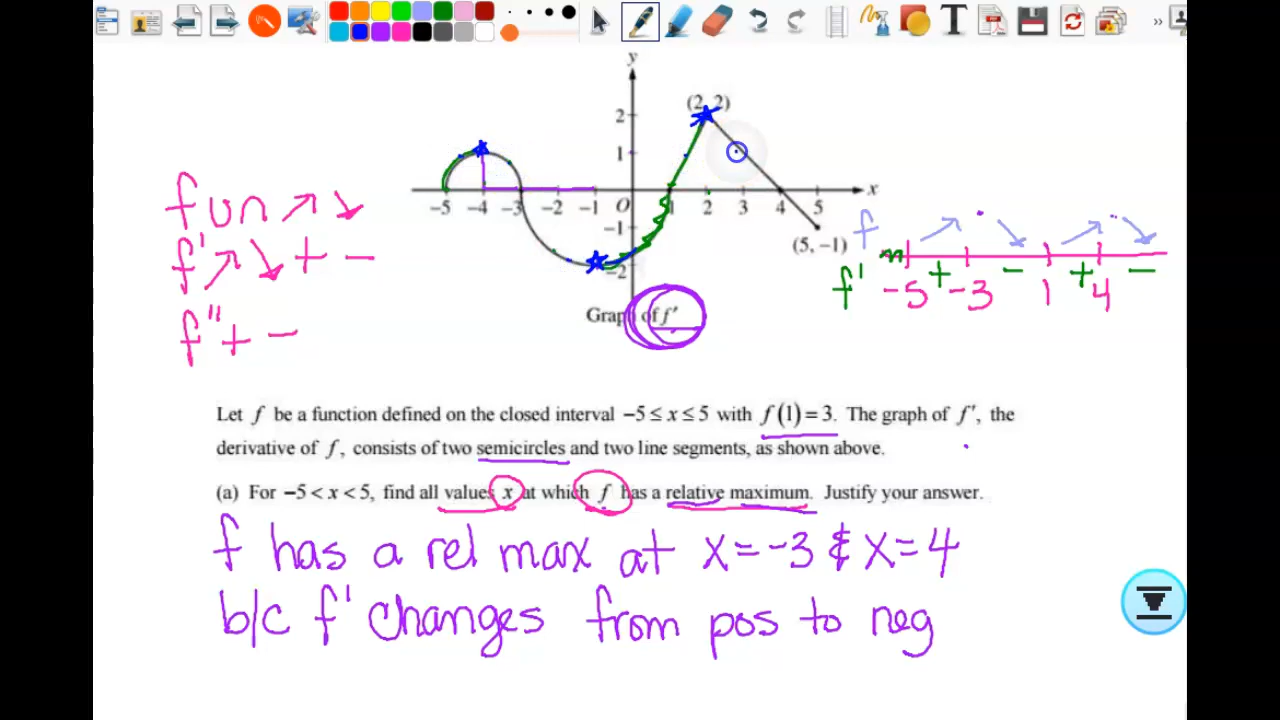 y
(2, 2)
2
1
-5 -4 -3 -2 -1 O 1 2 3 4 5 x
-1
-2
(5, -1)
Graph of f'
f un ↗ ↘
f' ↗ ↘ + -
f'' + -
f ↗ ↘ ↗ ↘
f' + - + -
-5 -3 1 4
Let f be a function defined on the closed interval -5 ≤ x ≤ 5 with f(1) = 3. The graph of f', the
derivative of f, consists of two semicircles and two line segments, as shown above.
(a) For -5 < x < 5, find all values x at which f has a relative maximum. Justify your answer.
f has a rel max at x=-3 & x=4
b/c f' changes from pos to neg